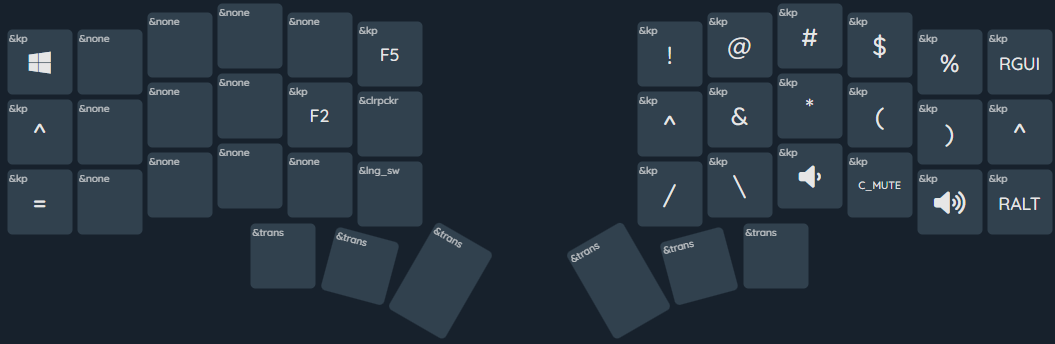 &kp &none &none &none &none &kp F5
&kp ! &kp @ &kp # &kp $ &kp % &kp RGUI
&kp ^ &none &none &none &kp F2 &clrpckr
&kp ^ &kp & &kp * &kp ( &kp ) &kp ^
&kp = &none &none &none &none &lng_sw
&kp / &kp \ &kp &kp C_MUTE &kp &kp RALT
&trans &trans &trans
&trans &trans &trans